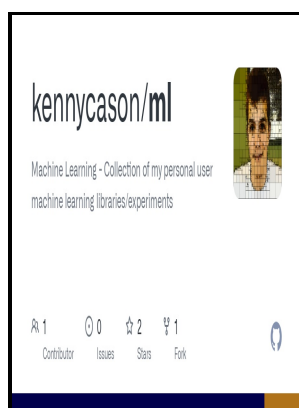 kennycason/ml
Machine Learning - Collection of my personal user
machine learning libraries/experiments
1
0
2
1
Contributor
Issues
Stars
Fork